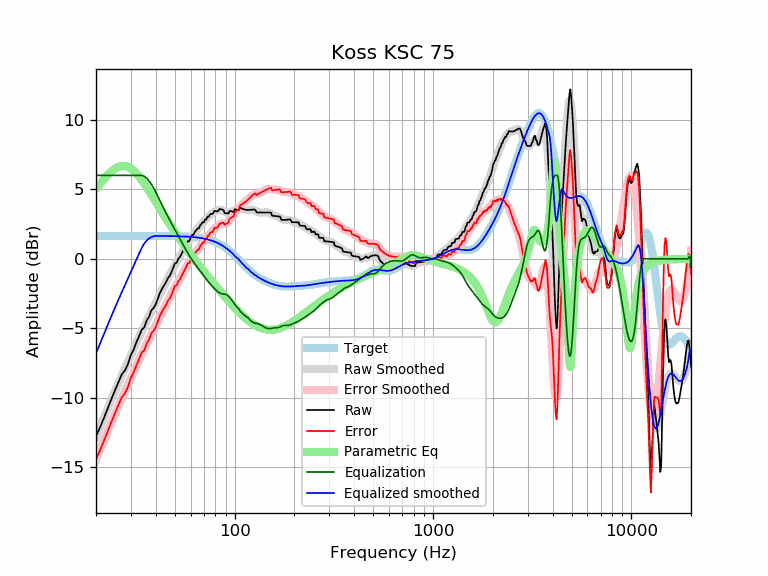 Koss KSC 75
Amplitude (dBr)
10
5
0
−5
−10
−15
Target
Raw Smoothed
Error Smoothed
Raw
Error
Parametric Eq
Equalization
Equalized smoothed
100
1000
10000
Frequency (Hz)